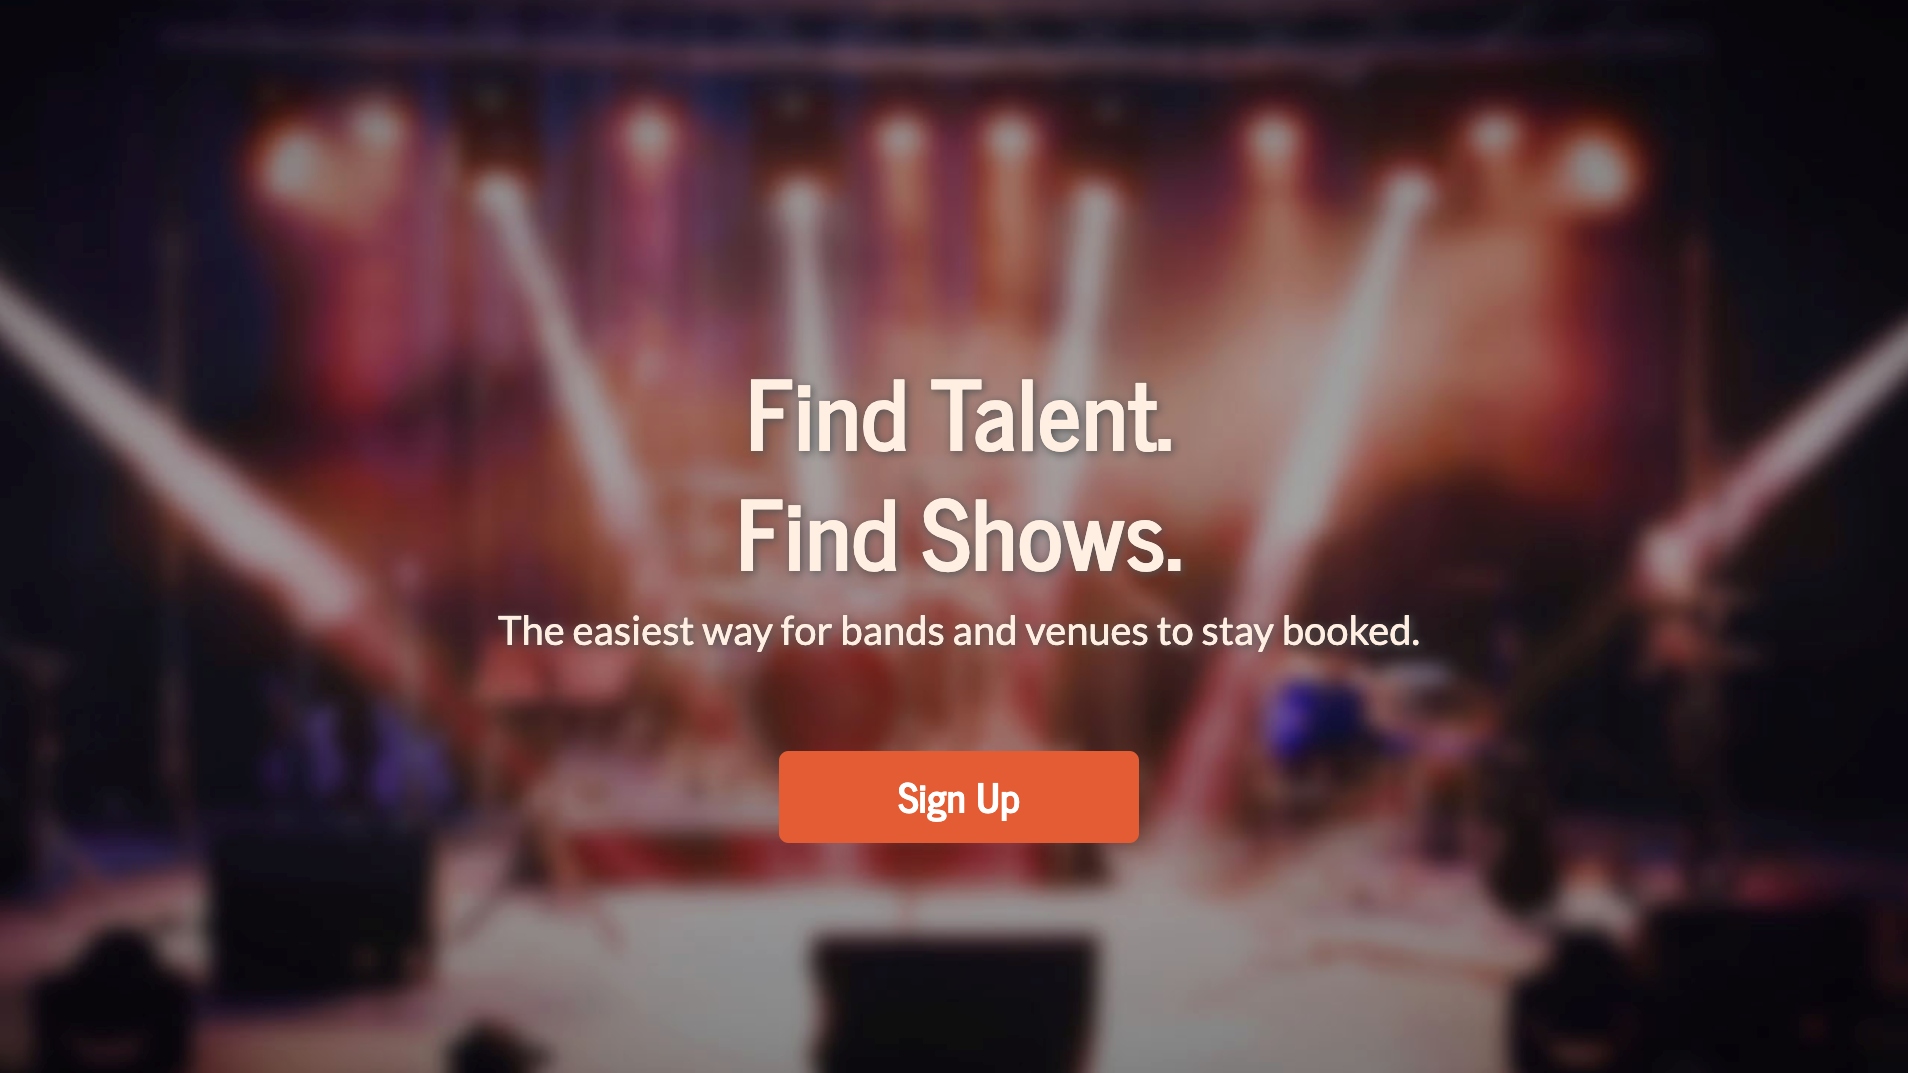 Find Talent.
Find Shows.
The easiest way for bands and venues to stay booked.
Sign Up